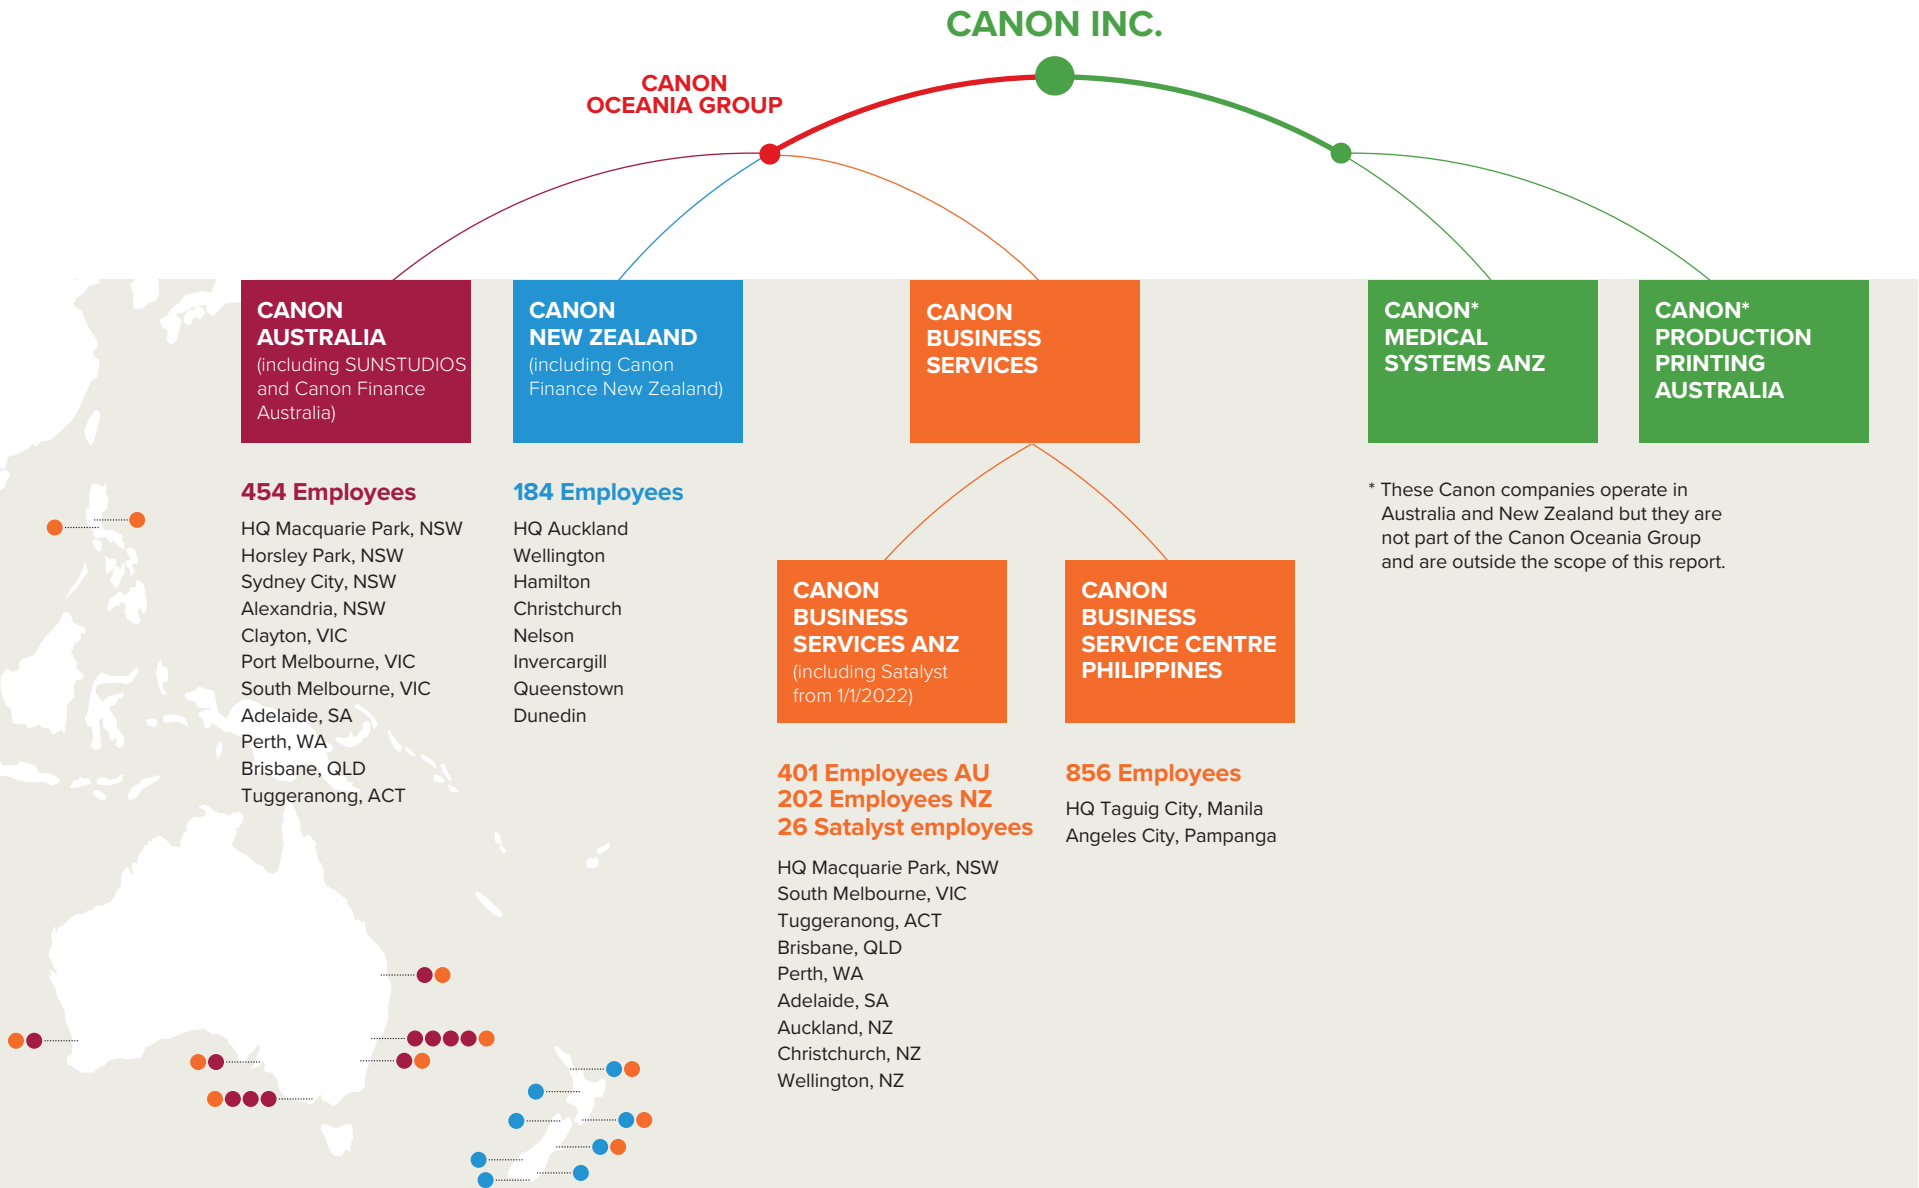 CANON INC.
CANON
OCEANIA GROUP
CANON
AUSTRALIA
(including SUNSTUDIOS
and Canon Finance
Australia)
454 Employees
HQ Macquarie Park, NSW
Horsley Park, NSW
Sydney City, NSW
Alexandria, NSW
Clayton, VIC
Port Melbourne, VIC
South Melbourne, VIC
Adelaide, SA
Perth, WA
Brisbane, QLD
Tuggeranong, ACT
CANON
NEW ZEALAND
(including Canon
Finance New Zealand)
184 Employees
HQ Auckland
Wellington
Hamilton
Christchurch
Nelson
Invercargill
Queenstown
Dunedin
CANON
BUSINESS
SERVICES
CANON
BUSINESS
SERVICES ANZ
(including Satalyst
from 1/1/2022)
401 Employees AU
202 Employees NZ
26 Satalyst employees
HQ Macquarie Park, NSW
South Melbourne, VIC
Tuggeranong, ACT
Brisbane, QLD
Perth, WA
Adelaide, SA
Auckland, NZ
Christchurch, NZ
Wellington, NZ
CANON
BUSINESS
SERVICE CENTRE
PHILIPPINES
856 Employees
HQ Taguig City, Manila
Angeles City, Pampanga
CANON*
MEDICAL
SYSTEMS ANZ
CANON*
PRODUCTION
PRINTING
AUSTRALIA
* These Canon companies operate in
Australia and New Zealand but they are
not part of the Canon Oceania Group
and are outside the scope of this report.